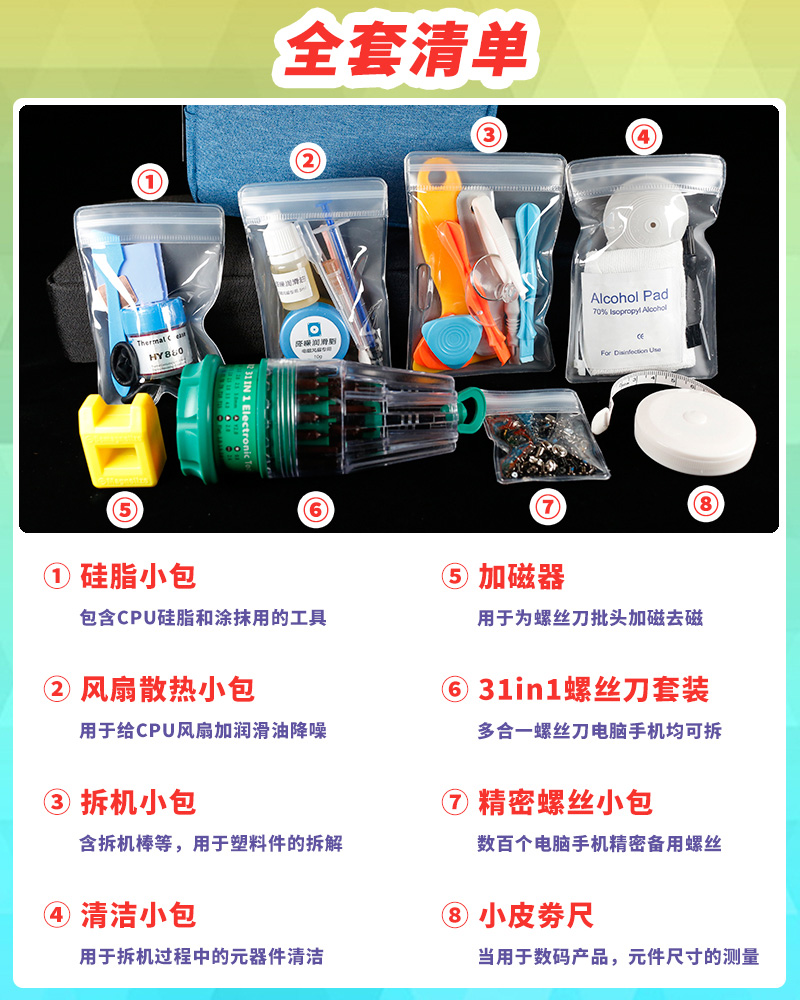 全套清单
①
②
③
④
Thermal Grease
HY880
降噪润滑脂
10g
Alcohol Pad
70% Isopropyl Alcohol
CE
For Disinfection Use
31 IN 1 Electronic
⑤
⑥
⑦
⑧
① 硅脂小包
包含CPU硅脂和涂抹用的工具
② 风扇散热小包
用于给CPU风扇加润滑油降噪
③ 拆机小包
含拆机棒等，用于塑料件的拆解
④ 清洁小包
用于拆机过程中的元器件清洁
⑤ 加磁器
用于为螺丝刀批头加磁去磁
⑥ 31in1螺丝刀套装
多合一螺丝刀电脑手机均可拆
⑦ 精密螺丝小包
数百个电脑手机精密备用螺丝
⑧ 小皮劵尺
当用于数码产品，元件尺寸的测量